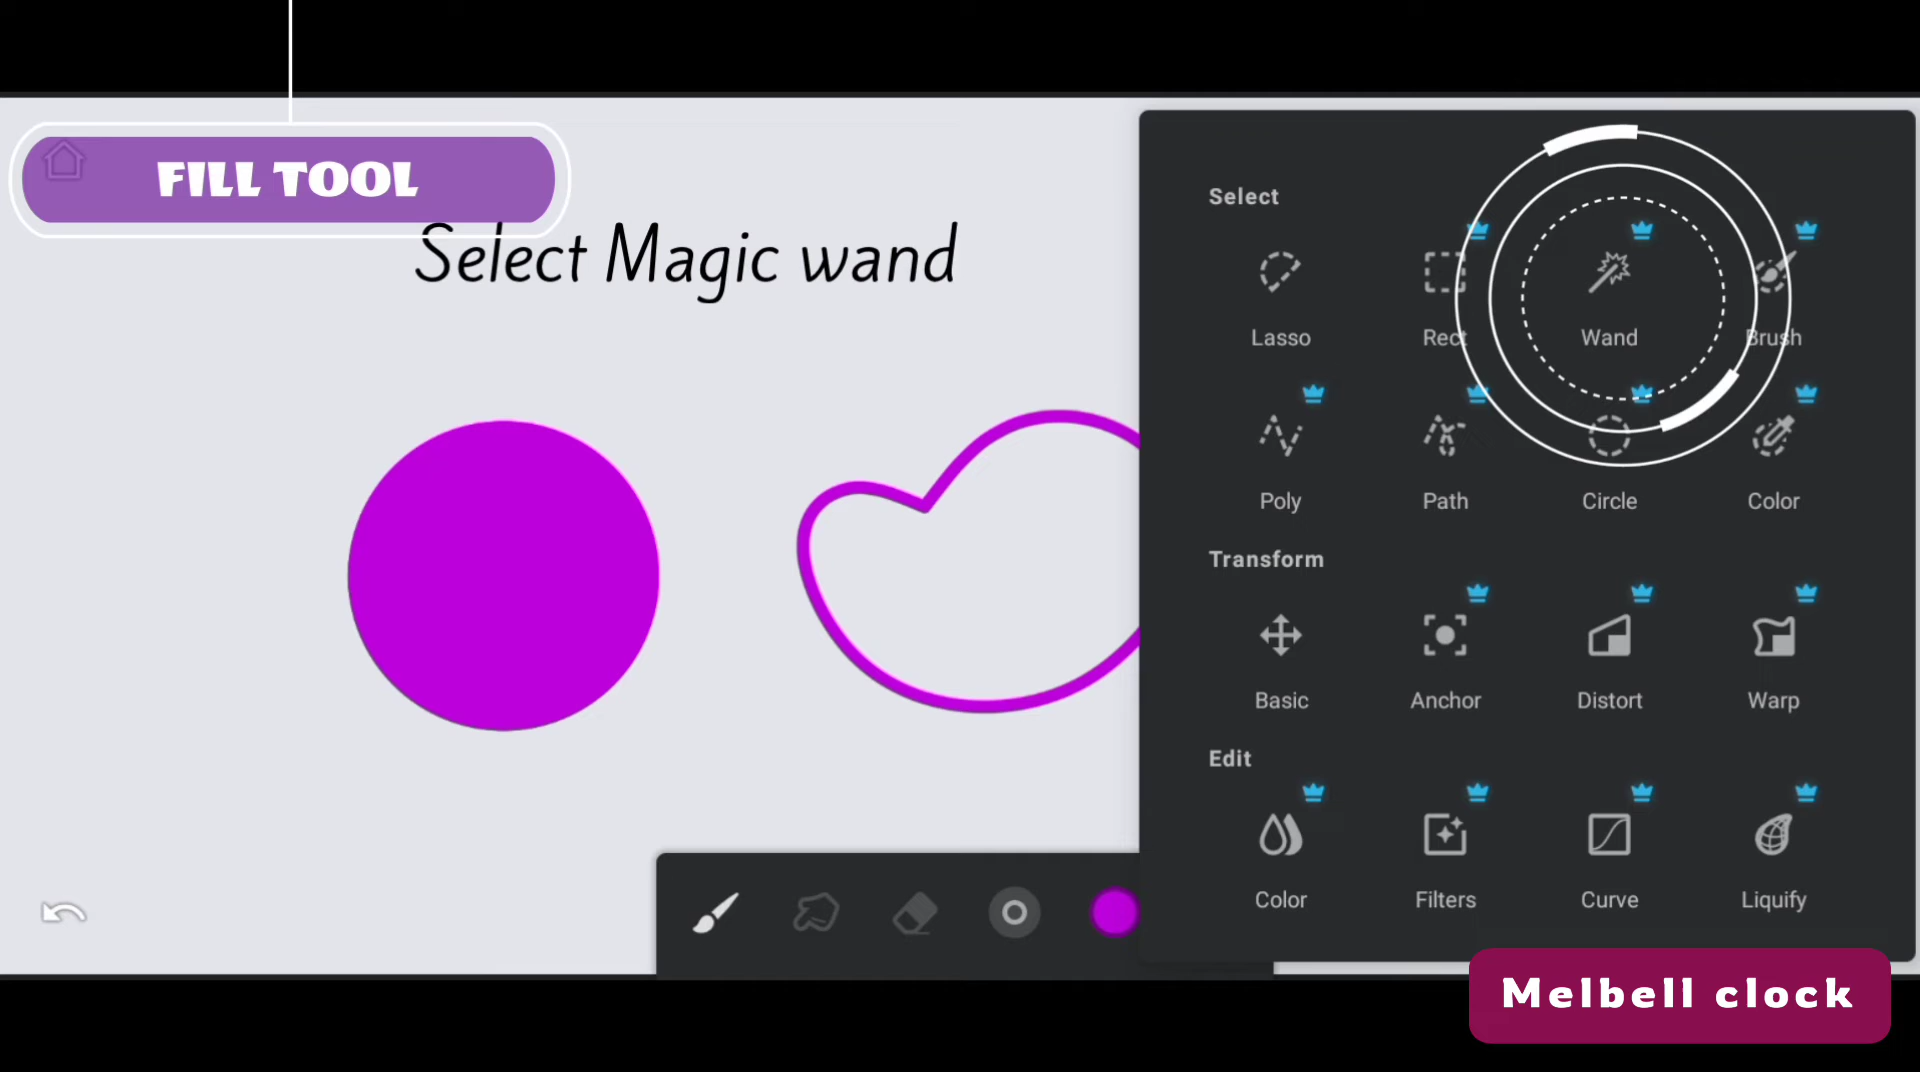 FILL TOOL
Select Magic wand
Select
Lasso
Rect
Wand
Brush
Poly
Path
Circle
Color
Transform
Basic
Anchor
Distort
Warp
Edit
Color
Filters
Curve
Liquify
Melbell clock